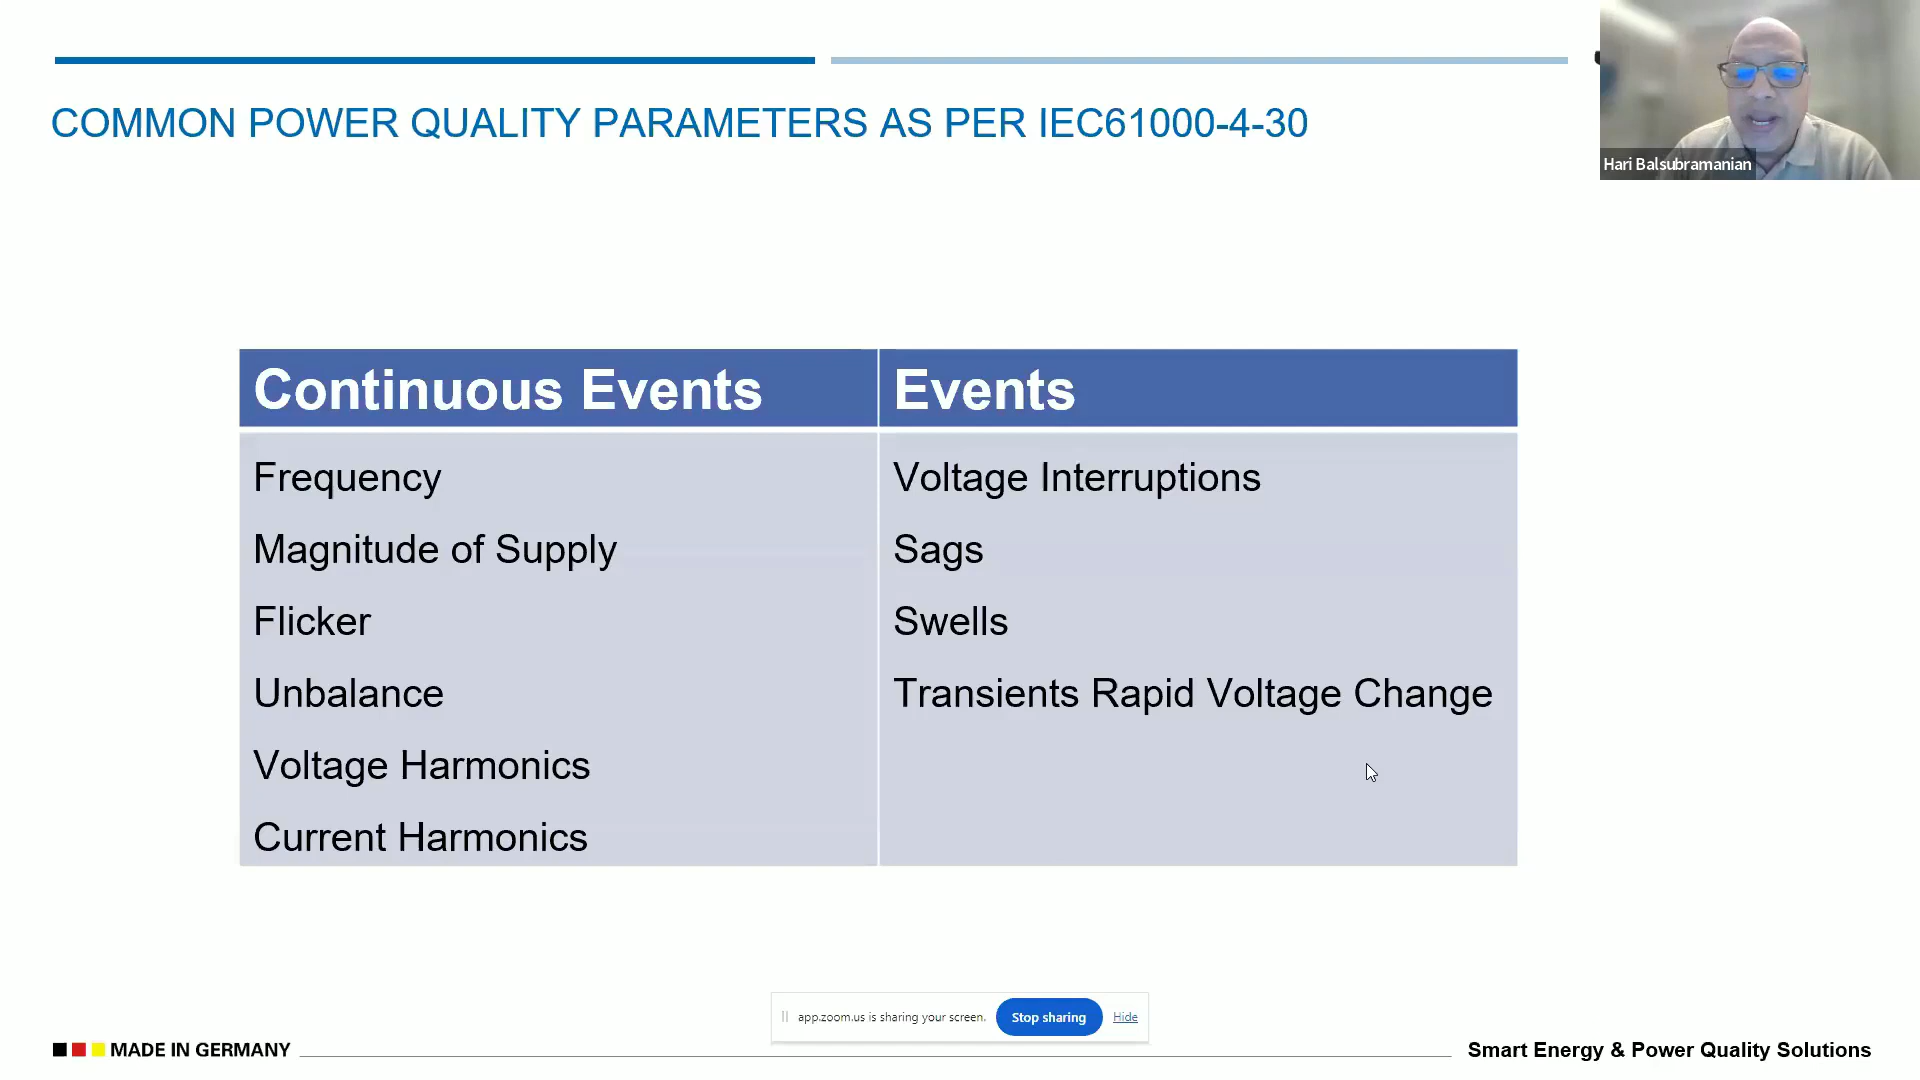 COMMON POWER QUALITY PARAMETERS AS PER IEC61000-4-30
Hari Balsubramanian
Continuous Events
Events
Frequency
Voltage Interruptions
Magnitude of Supply
Sags
Flicker
Swells
Unbalance
Transients Rapid Voltage Change
Voltage Harmonics
Current Harmonics
app.zoom.us is sharing your screen.
Stop sharing
Hide
MADE IN GERMANY
Smart Energy & Power Quality Solutions